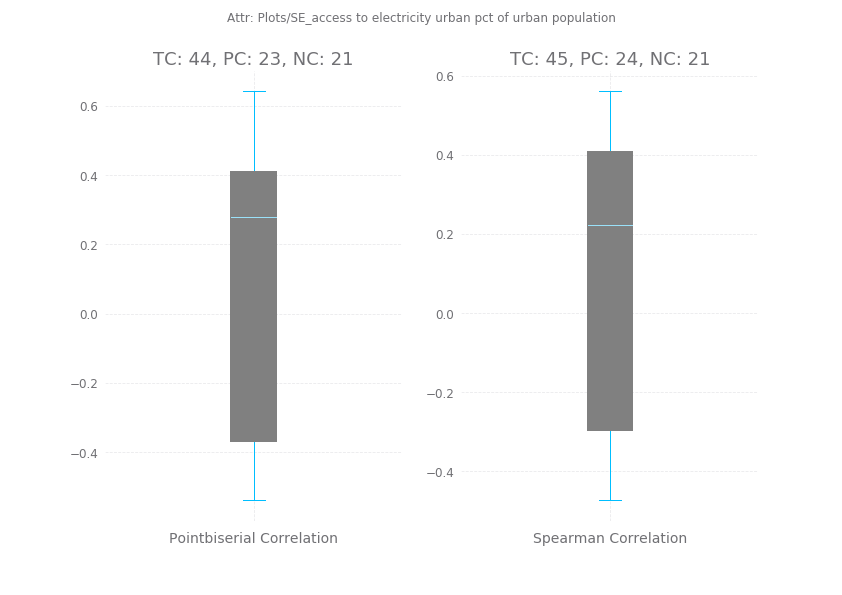 Attr: Plots/SE_access to electricity urban pct of urban population
TC: 44, PC: 23, NC: 21
0.6
0.4
0.2
0.0
−0.2
−0.4
Pointbiserial Correlation
TC: 45, PC: 24, NC: 21
0.6
0.4
0.2
0.0
−0.2
−0.4
Spearman Correlation